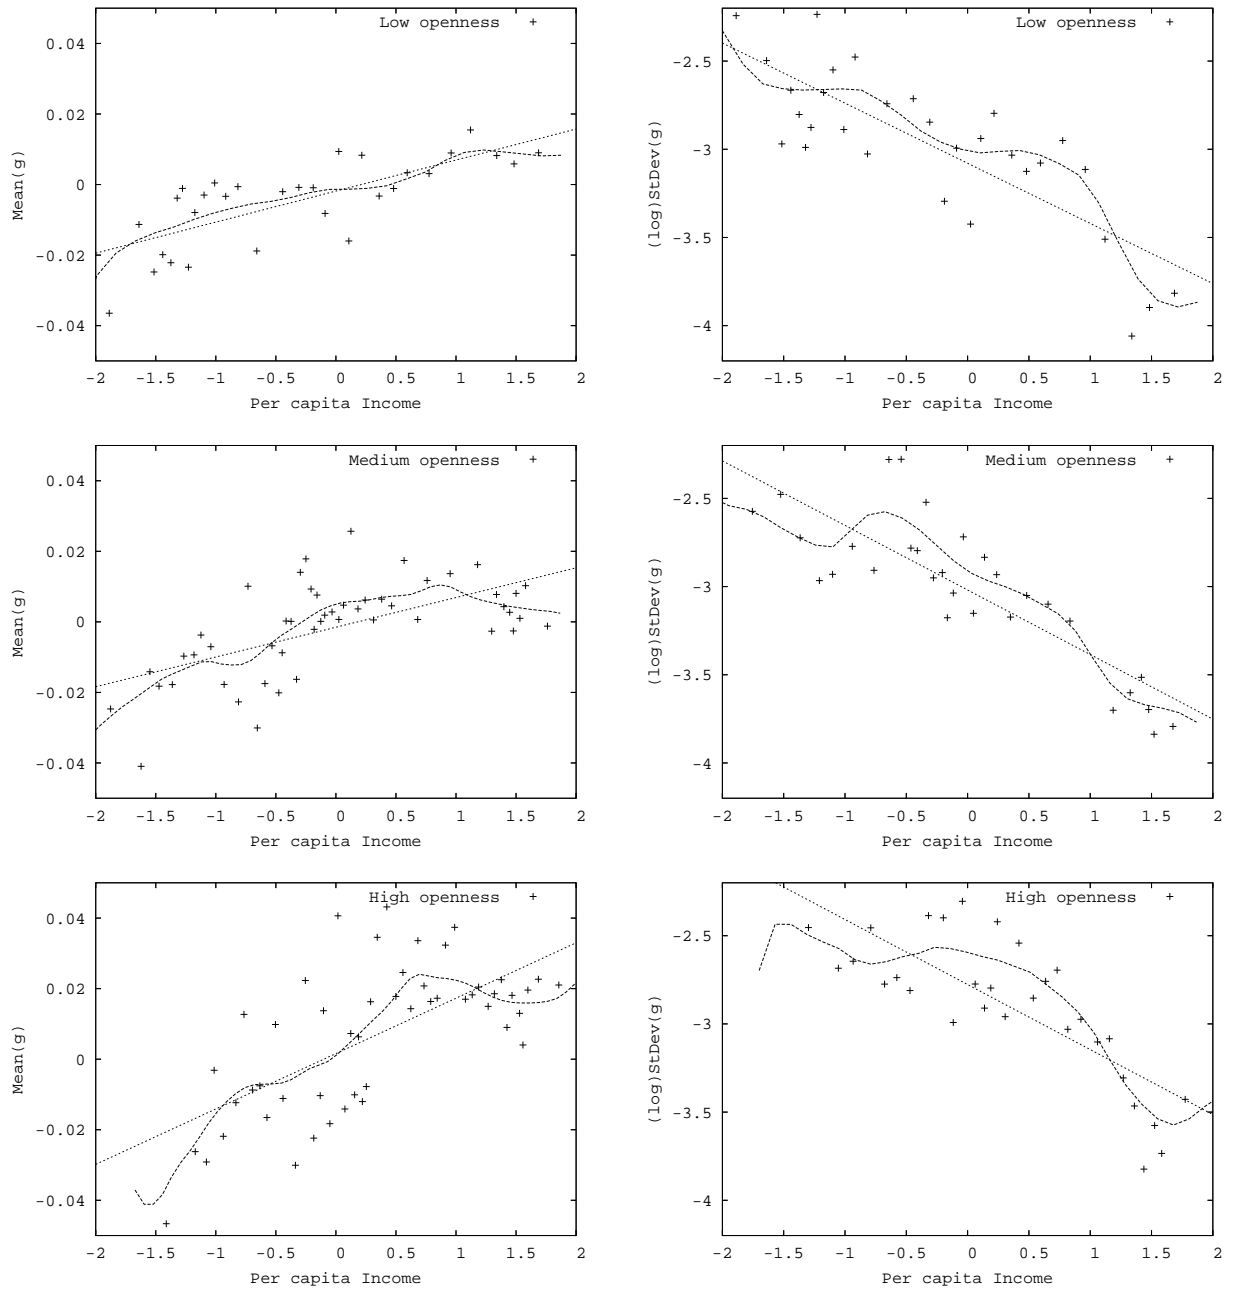 Low openness
0.04
0.02
0
-0.02
-0.04
Mean(g)
-2 -1.5 -1 -0.5 0 0.5 1 1.5 2
Per capita Income
Low openness
-2.5
-3
-3.5
-4
(log)StDev(g)
-2 -1.5 -1 -0.5 0 0.5 1 1.5 2
Per capita Income
Medium openness
0.04
0.02
0
-0.02
-0.04
Mean(g)
-2 -1.5 -1 -0.5 0 0.5 1 1.5 2
Per capita Income
Medium openness
-2.5
-3
-3.5
-4
(log)StDev(g)
-2 -1.5 -1 -0.5 0 0.5 1 1.5 2
Per capita Income
High openness
0.04
0.02
0
-0.02
-0.04
Mean(g)
-2 -1.5 -1 -0.5 0 0.5 1 1.5 2
Per capita Income
High openness
-2.5
-3
-3.5
-4
(log)StDev(g)
-2 -1.5 -1 -0.5 0 0.5 1 1.5 2
Per capita Income